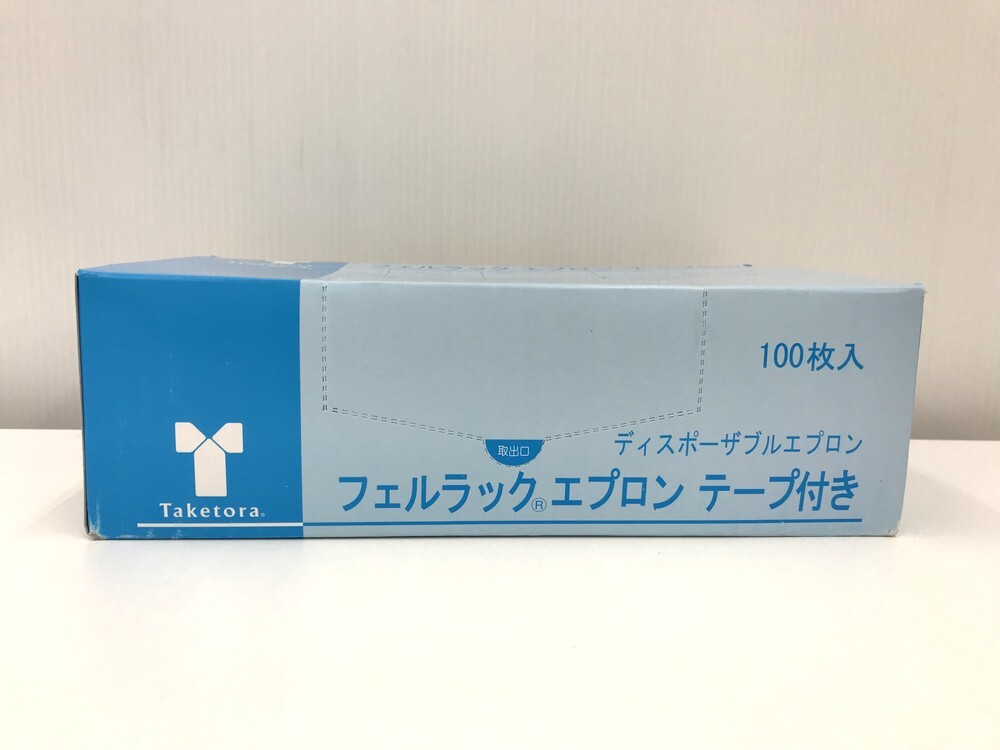 100枚入
取出口
ディスポーザブルエプロン
フェルラック® エプロン テープ付き
Taketora®